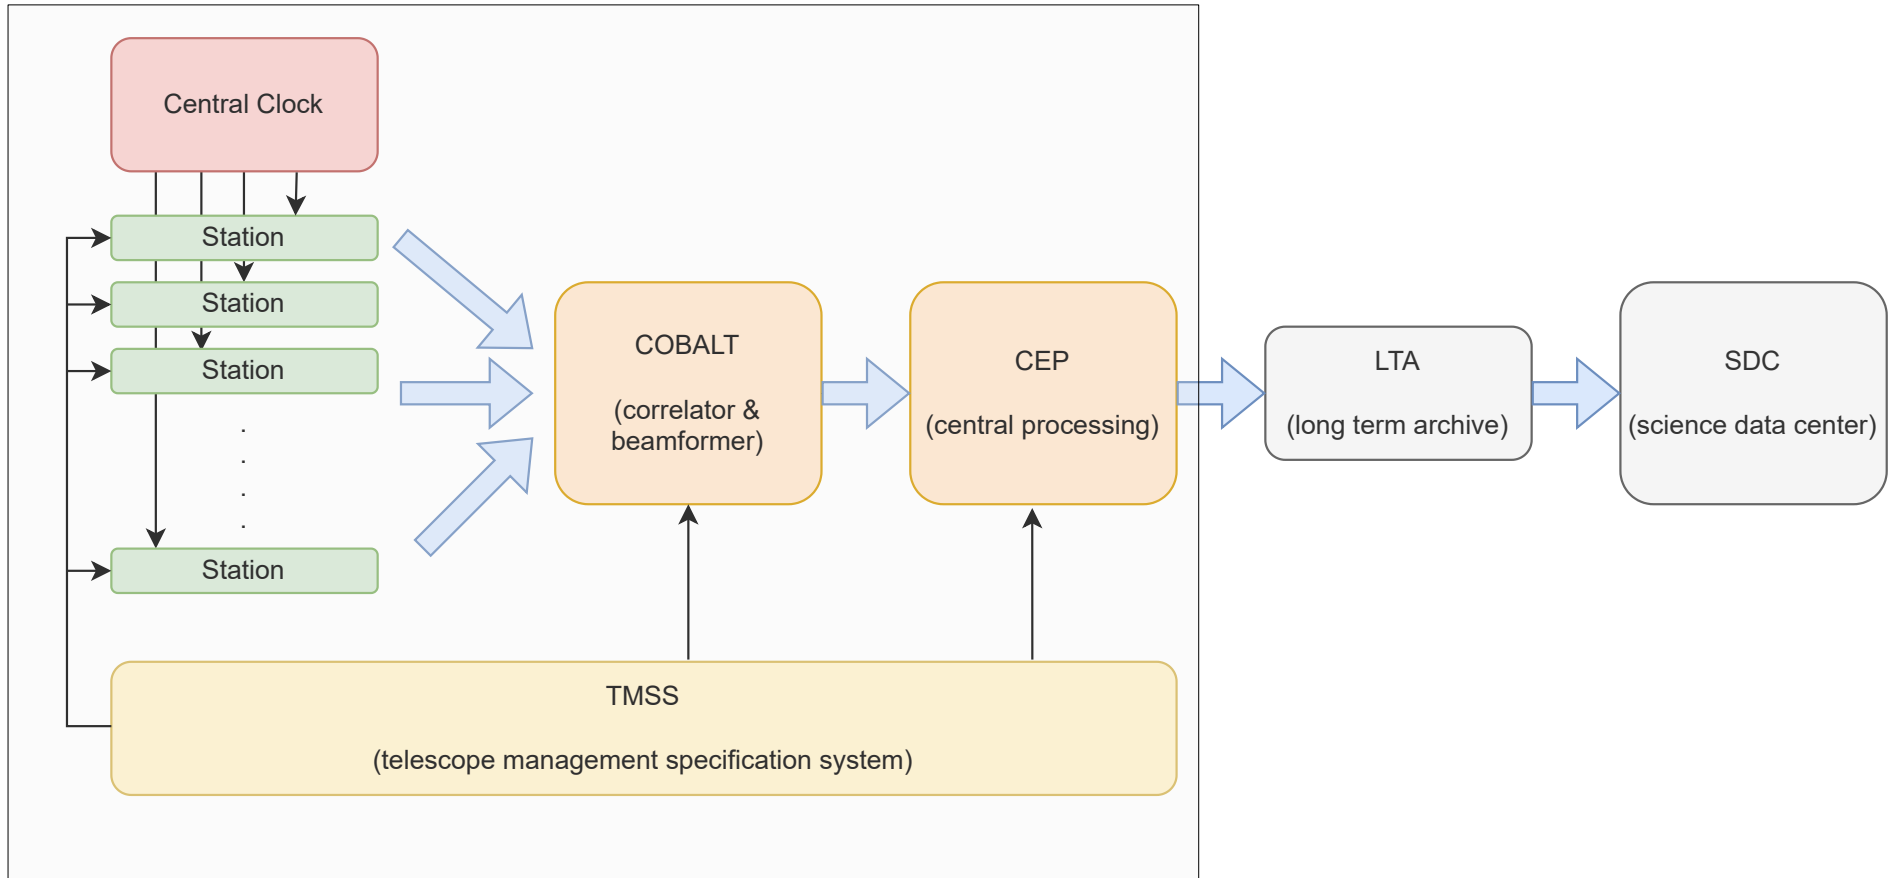 Central Clock
Station
Station
Station
.
.
.
.
Station
COBALT
(correlator &
beamformer)
CEP
(central processing)
LTA
(long term archive)
SDC
(science data center)
TMSS
(telescope management specification system)